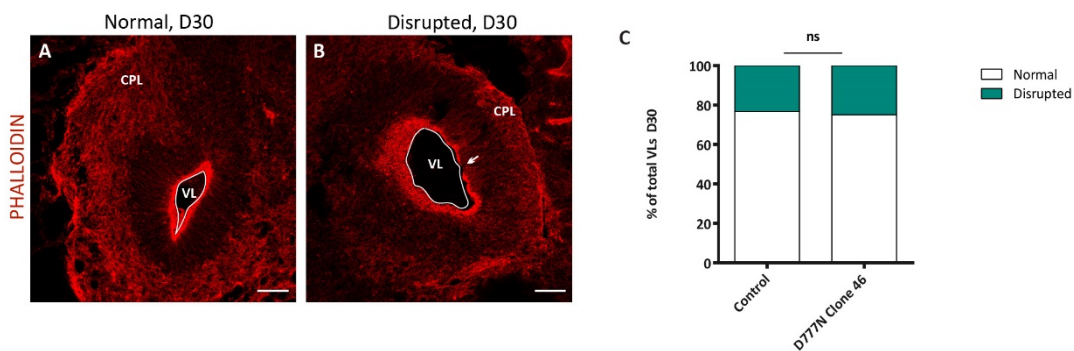 Normal, D30
Disrupted, D30
PHALLOIDIN
A
CPL
VL
B
CPL
VL
C
ns
% of total VLs D30
100
80
60
40
20
0
Control
D777N Clone 46
Normal
Disrupted